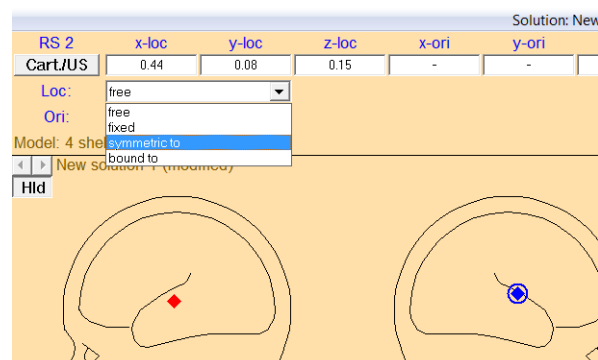 Solution: New
RS 2 x-loc y-loc z-loc x-ori y-ori
Cart./US 0.44 0.08 0.15 - -
Loc: free
free
Ori: fixed
Model: 4 she symmetric to
bound to
New solution 1 (modified)
Hld